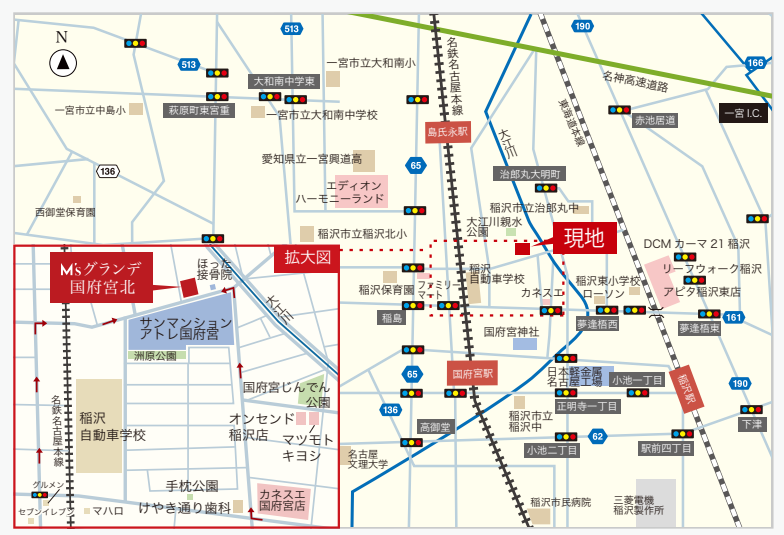 N
513
190
513
166
名鉄名古屋本線
一宮市立大和南小
大和南中学東
名神高速道路
一宮市立中島小
萩原町東宮重
一宮市立大和南中学校
東海道本線
赤池居道
一宮 I.C.
島氏永駅
大江川
愛知県立一宮興道高
136
65
治郎丸大明町
エディオン
ハーモニーランド
西御堂保育園
稲沢市立治郎丸中
大江川親水
公園
稲沢市立稲沢北小
現地
DCM カーマ 21 稲沢
リーフウォーク稲沢
アピタ稲沢東店
拡大図
稲沢
自動車学校
稲沢保育園
ファミリー
マート
カネスエ
稲沢東小学校
ローソン
稲島
夢逢梧西
夢逢梧東
161
国府宮神社
国府宮駅
65
日本軽金属
名古屋工場
小池一丁目
稲沢駅
190
136
正明寺一丁目
稲沢市立
稲沢中
下津
高御堂
62
小池二丁目
駅前四丁目
名古屋
文理大学
稲沢市民病院
三菱電機
稲沢製作所
M'sグランデ
国府宮北
ほった
接骨院
大江川
サンマンション
アトレ国府宮
洲原公園
国府宮じんでん
公園
名鉄名古屋本線
稲沢
自動車学校
オンセンド
稲沢店
マツモト
キヨシ
グルメン
手枕公園
カネスエ
国府宮店
セブンイレブン
マハロ
けやき通り歯科